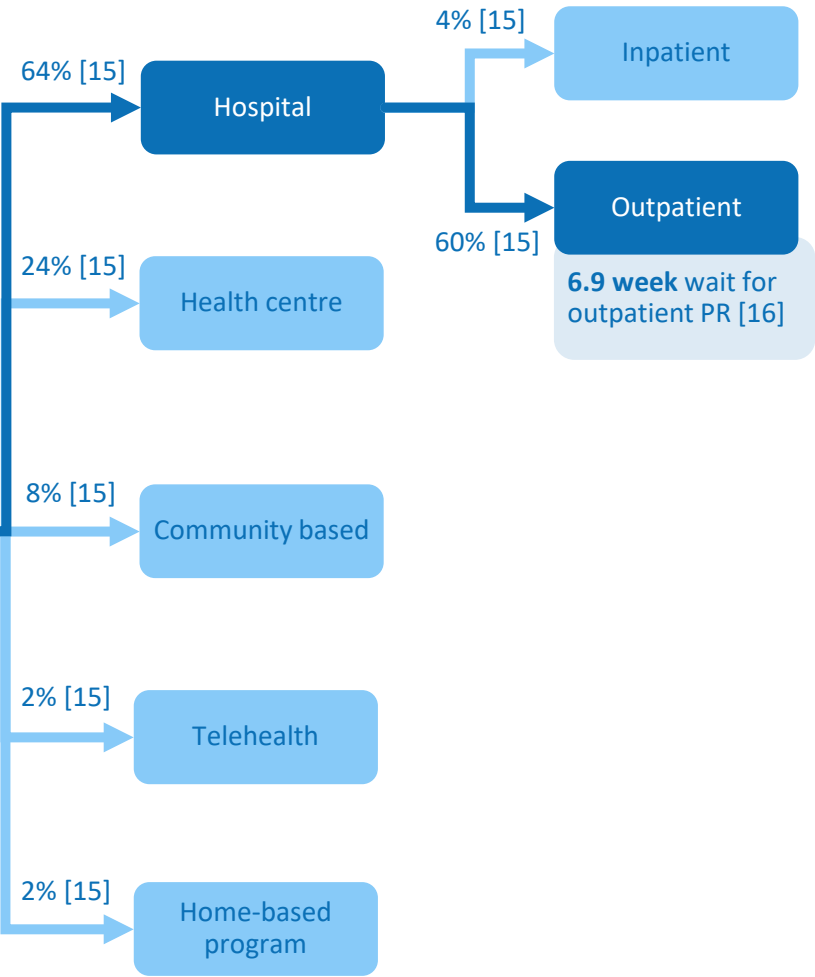 64% [15]
Hospital
4% [15]
Inpatient
60% [15]
Outpatient
6.9 week wait for
outpatient PR [16]
24% [15]
Health centre
8% [15]
Community based
2% [15]
Telehealth
2% [15]
Home-based
program